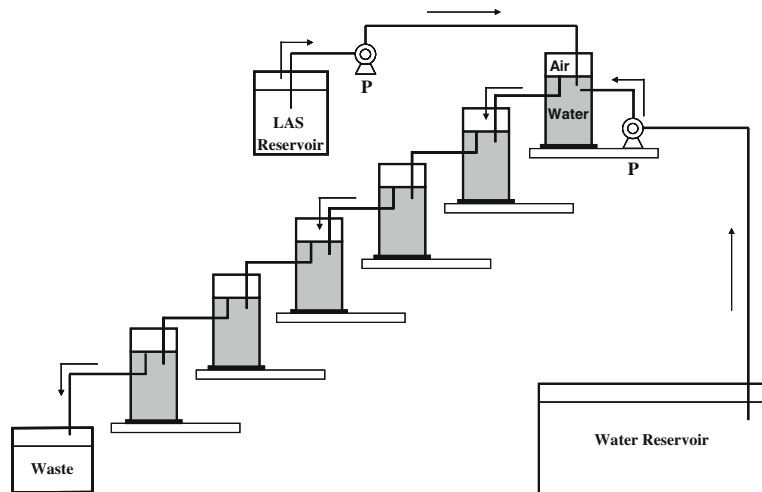 Air
P
LAS
Reservoir
Water
P
Water Reservoir
Waste